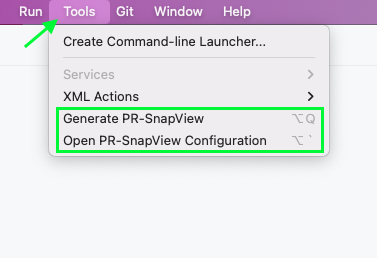 Run Tools Git Window Help
Create Command-line Launcher...
Services
XML Actions
Generate PR-SnapView ⌥Q
Open PR-SnapView Configuration ⌥`